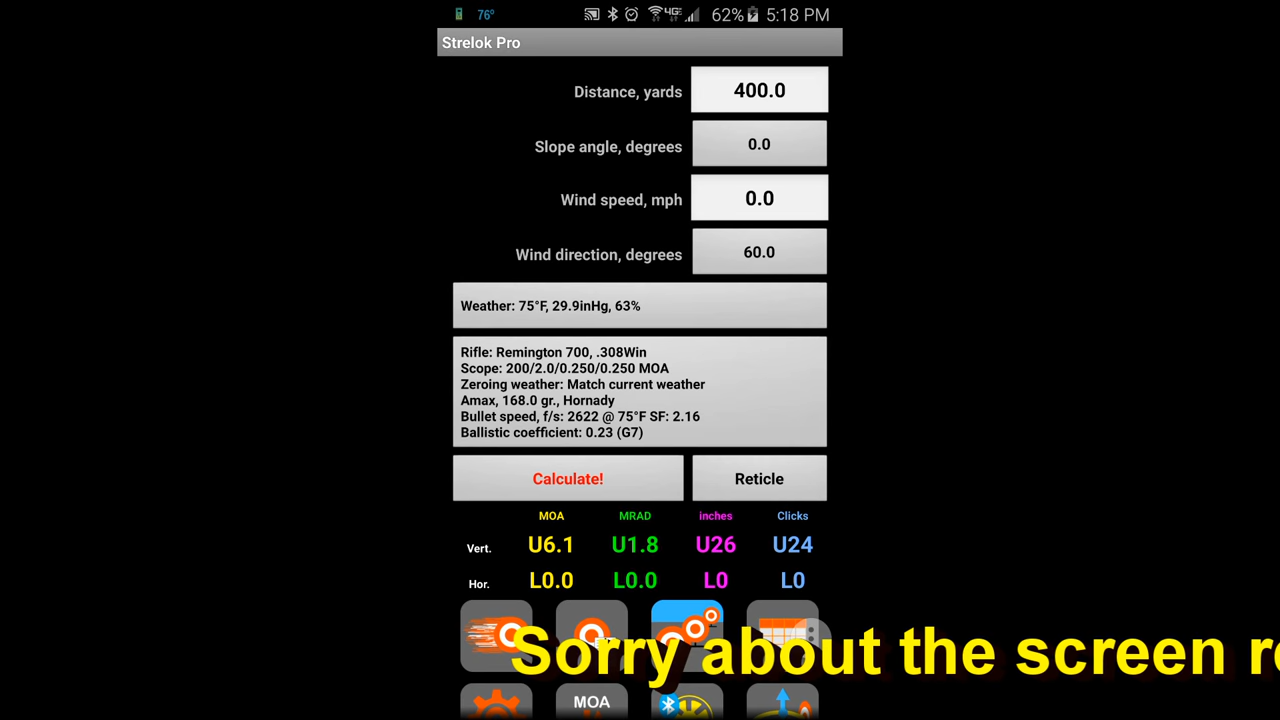 76° 4G 62% 5:18 PM
Strelok Pro
Distance, yards 400.0
Slope angle, degrees 0.0
Wind speed, mph 0.0
Wind direction, degrees 60.0
Weather: 75°F, 29.9inHg, 63%
Rifle: Remington 700, .308Win
Scope: 200/2.0/0.250/0.250 MOA
Zeroing weather: Match current weather
Amax, 168.0 gr., Hornady
Bullet speed, f/s: 2622 @ 75°F SF: 2.16
Ballistic coefficient: 0.23 (G7)
Calculate! Reticle
MOA MRAD inches Clicks
Vert. U6.1 U1.8 U26 U24
Hor. L0.0 L0.0 L0 L0
Sorry about the screen re
MOA